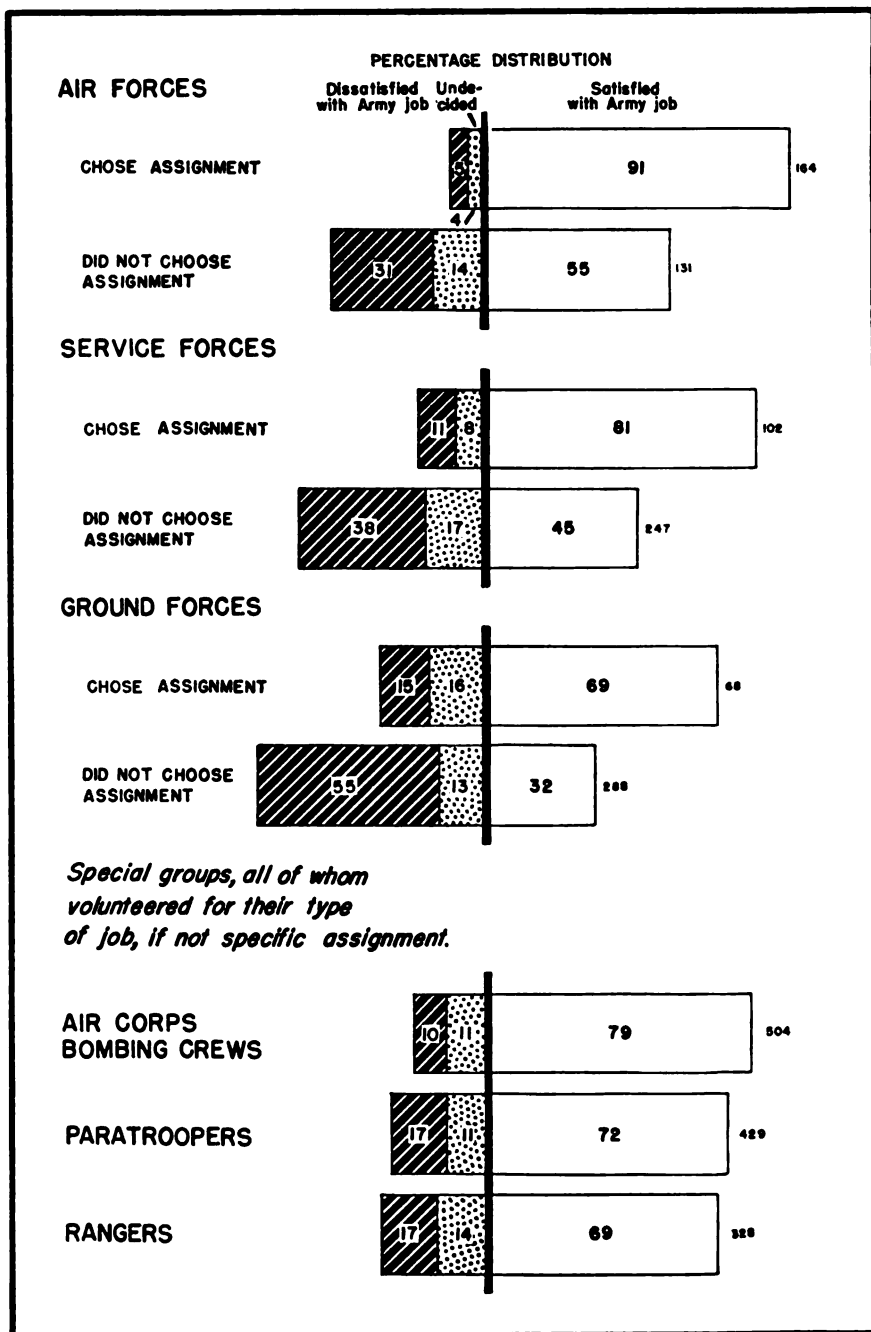 PERCENTAGE DISTRIBUTION
AIR FORCES
Dissatisfied with Army job
Unde-cided
Satisfied with Army job
CHOSE ASSIGNMENT
5
91
164
4
DID NOT CHOOSE
ASSIGNMENT
31
14
55
131
SERVICE FORCES
CHOSE ASSIGNMENT
11
8
81
102
DID NOT CHOOSE
ASSIGNMENT
38
17
45
247
GROUND FORCES
CHOSE ASSIGNMENT
15
16
69
68
DID NOT CHOOSE
ASSIGNMENT
55
13
32
Special groups, all of whom
volunteered for their type
of job, if not specific assignment.
AIR CORPS
BOMBING CREWS
10
11
79
504
PARATROOPERS
17
11
72
429
RANGERS
17
14
69
328